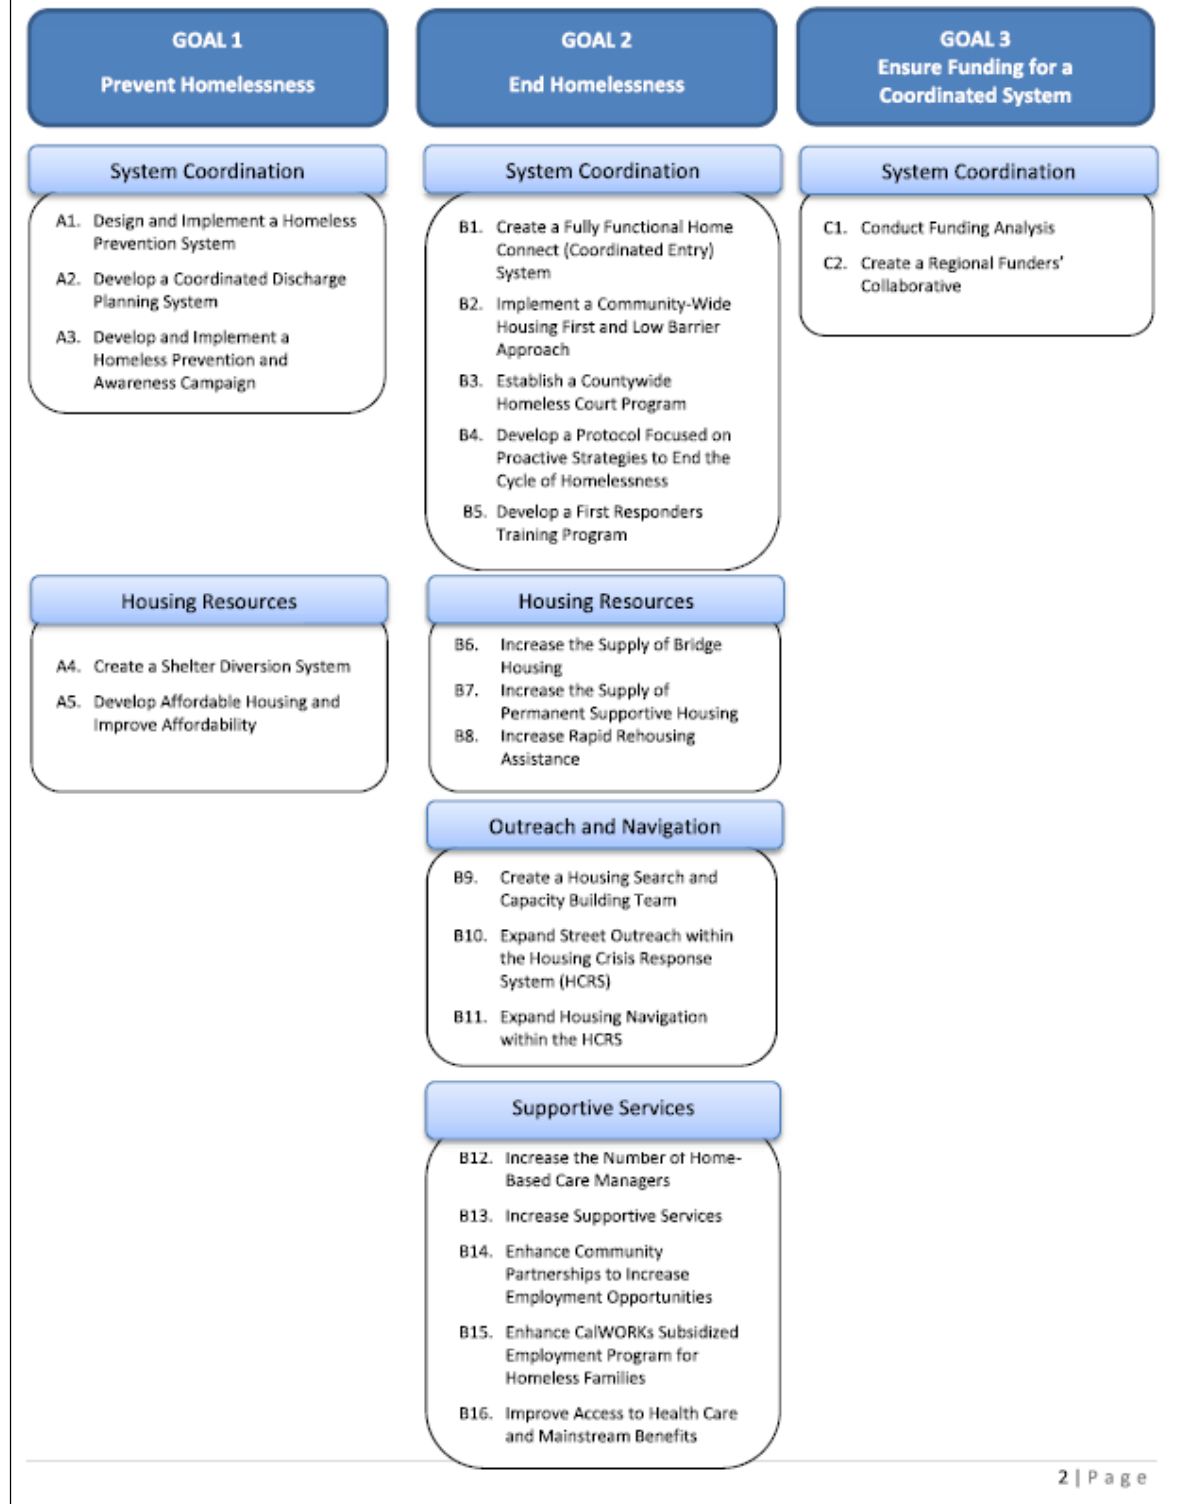 GOAL 1
Prevent Homelessness
System Coordination
A1. Design and Implement a Homeless
Prevention System
A2. Develop a Coordinated Discharge
Planning System
A3. Develop and Implement a
Homeless Prevention and
Awareness Campaign
Housing Resources
A4. Create a Shelter Diversion System
A5. Develop Affordable Housing and
Improve Affordability
GOAL 2
End Homelessness
System Coordination
B1. Create a Fully Functional Home
Connect (Coordinated Entry)
System
B2. Implement a Community-Wide
Housing First and Low Barrier
Approach
B3. Establish a Countywide
Homeless Court Program
B4. Develop a Protocol Focused on
Proactive Strategies to End the
Cycle of Homelessness
B5. Develop a First Responders
Training Program
Housing Resources
B6. Increase the Supply of Bridge
Housing
B7. Increase the Supply of
Permanent Supportive Housing
B8. Increase Rapid Rehousing
Assistance
Outreach and Navigation
B9. Create a Housing Search and
Capacity Building Team
B10. Expand Street Outreach within
the Housing Crisis Response
System (HCRS)
B11. Expand Housing Navigation
within the HCRS
Supportive Services
B12. Increase the Number of Home-
Based Care Managers
B13. Increase Supportive Services
B14. Enhance Community
Partnerships to Increase
Employment Opportunities
B15. Enhance CalWORKs Subsidized
Employment Program for
Homeless Families
B16. Improve Access to Health Care
and Mainstream Benefits
GOAL 3
Ensure Funding for a
Coordinated System
System Coordination
C1. Conduct Funding Analysis
C2. Create a Regional Funders'
Collaborative
2 | Page